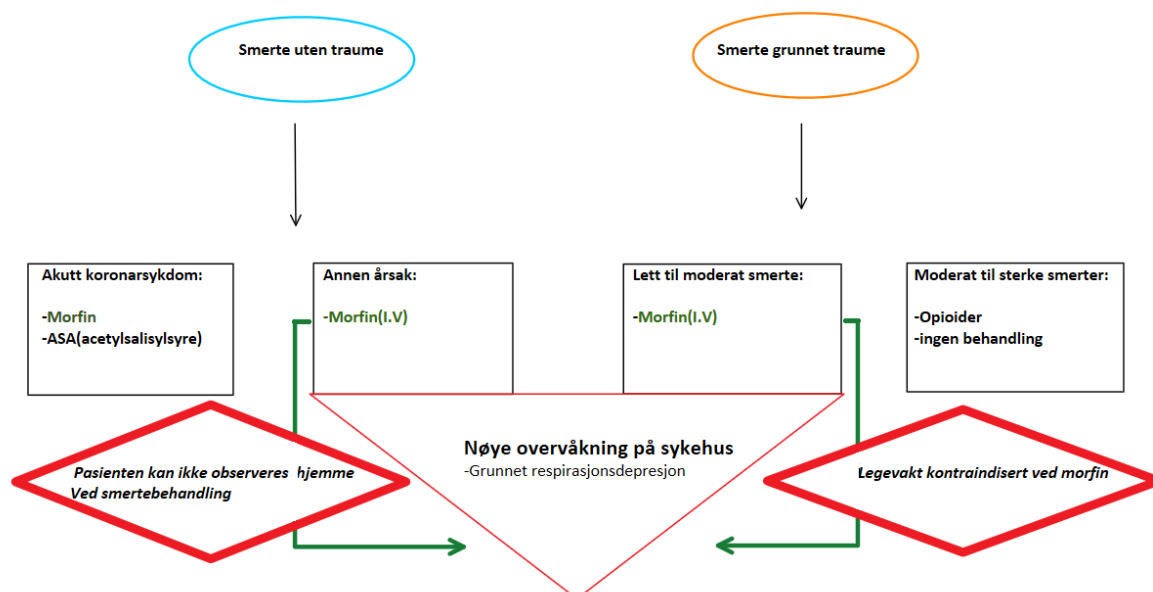 Smerte uten traume
Smerte grunnet traume
Akutt koronarsykdom:
-Morfin
-ASA(acetylsalisylsyre)
Annen årsak:
-Morfin(I.V)
Lett til moderat smerte:
-Morfin(I.V)
Moderat til sterke smerter:
-Opioider
-ingen behandling
Nøye overvåkning på sykehus
-Grunnet respirasjonsdepresjon
Pasienten kan ikke observeres hjemme
Ved smertebehandling
Legevakt kontraindisert ved morfin